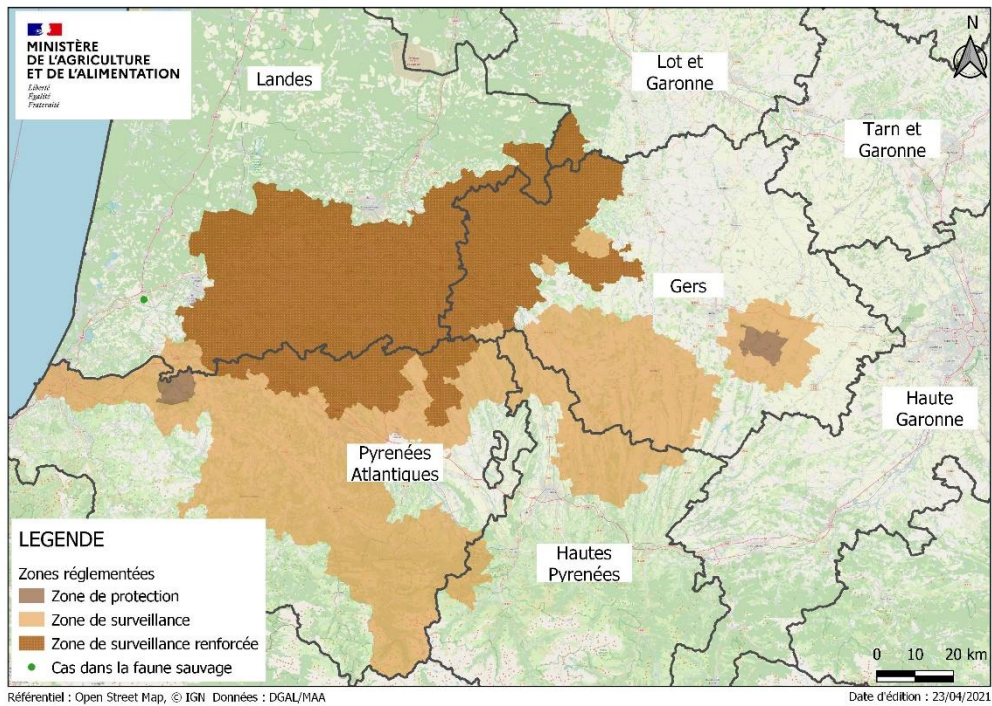 MINISTÈRE
DE L'AGRICULTURE
ET DE L'ALIMENTATION
Liberté
Égalité
Fraternité
Landes
Lot et
Garonne
N
Tarn et
Garonne
Gers
Haute
Garonne
Pyrénées
Atlantiques
Hautes
Pyrénées
LEGENDE
Zones réglementées
Zone de protection
Zone de surveillance
Zone de surveillance renforcée
Cas dans la faune sauvage
0 10 20 km
Référentiel : Open Street Map, © IGN Données : DGAL/MAA
Date d'édition : 23/04/2021